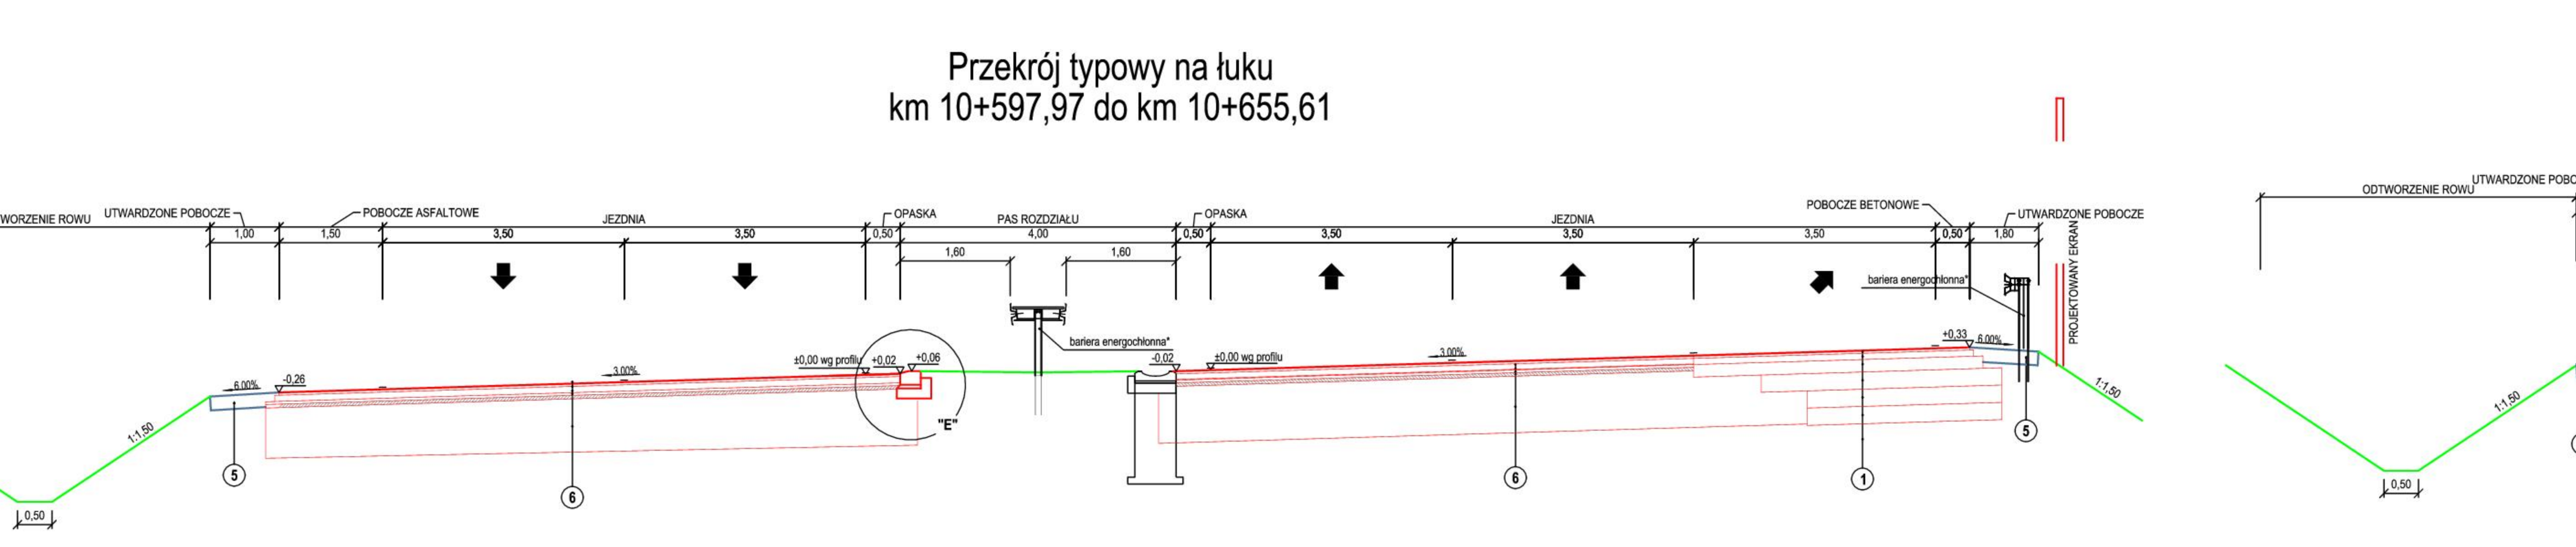 Przekrój typowy na łuku
km 10+597,97 do km 10+655,61
WORZENIE ROWU
UTWARDZONE POBOCZE
POBOCZE ASFALTOWE
JEZDNIA
OPASKA
PAS ROZDZIAŁU
OPASKA
JEZDNIA
POBOCZE BETONOWE
UTWARDZONE POBOCZE
ODTWORZENIE ROWU
UTWARDZONE POBO
1,00
1,50
3,50
3,50
0,50
4,00
0,50
3,50
3,50
3,50
0,50
1,80
1,60
1,60
bariera energochłonna*
PROJEKTOWANY EKRAN
bariera energochłonna*
±0,00 wg profilu
+0,02
+0,06
-0,02
±0,00 wg profilu
+0,33
6.00%
6.00%
-0,26
3.00%
3.00%
1:1,50
1:1,50
1:1,50
"E"
5
6
6
1
5
0,50
0,50